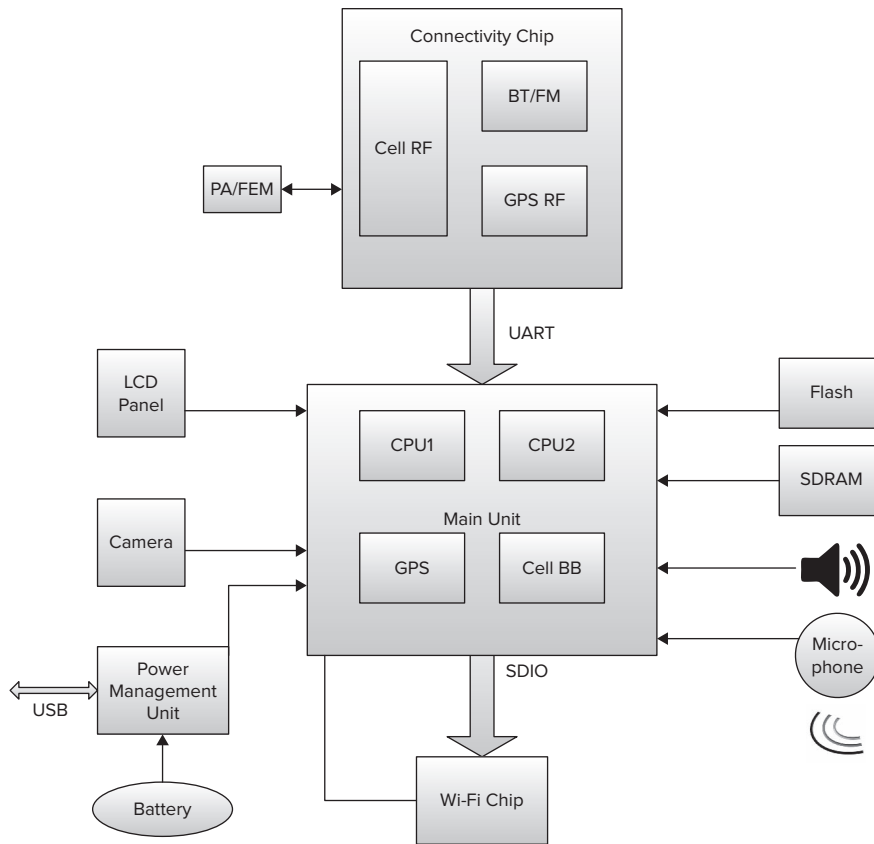 Connectivity Chip
Cell RF
BT/FM
GPS RF
PA/FEM
UART
LCD
Panel
Flash
CPU1
CPU2
SDRAM
Main Unit
Camera
GPS
Cell BB
Micro-
phone
Power
Management
Unit
SDIO
USB
Battery
Wi-Fi Chip